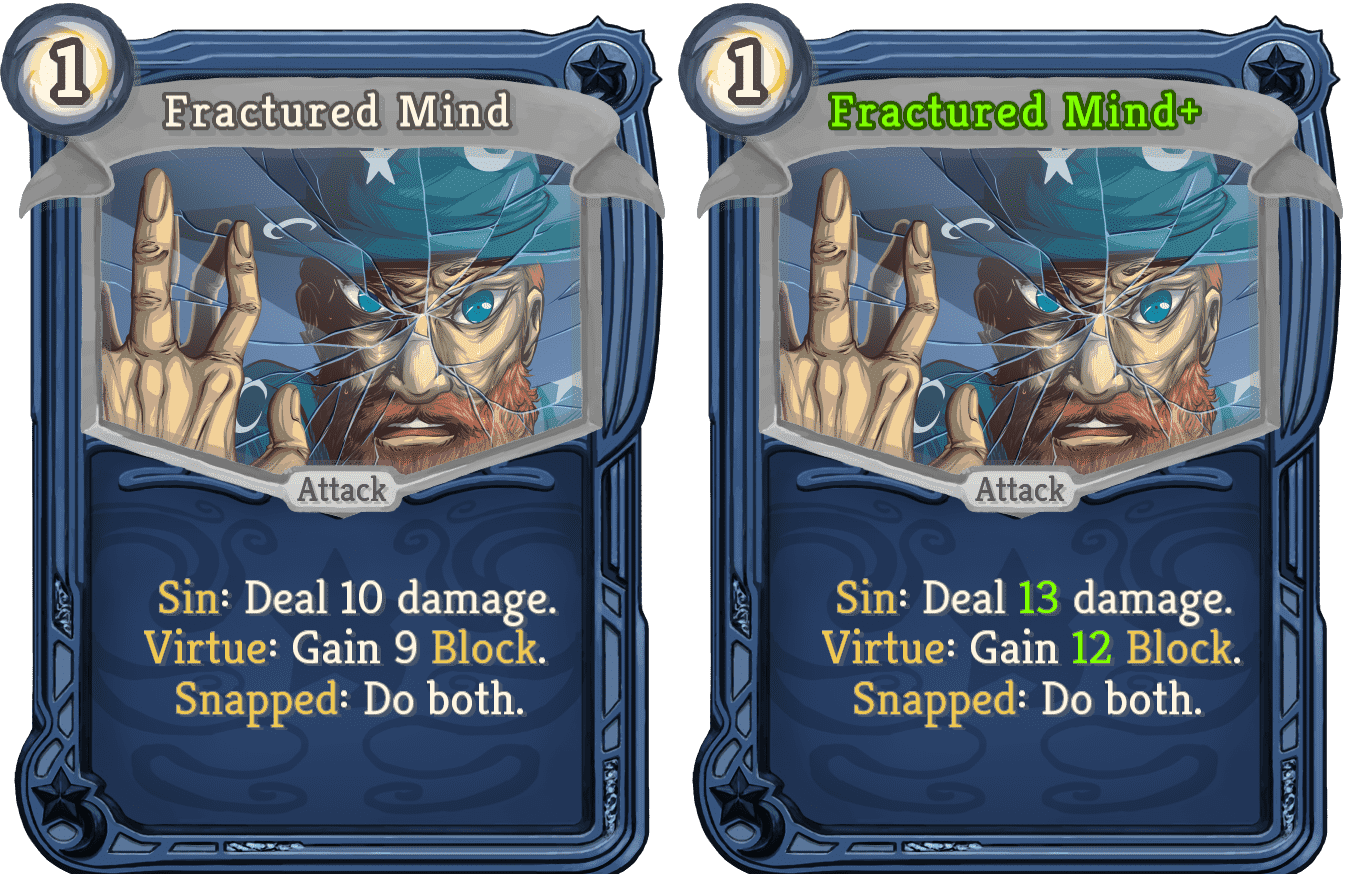 1
Fractured Mind
Attack
Sin: Deal 10 damage.
Virtue: Gain 9 Block.
Snapped: Do both.
1
Fractured Mind+
Attack
Sin: Deal 13 damage.
Virtue: Gain 12 Block.
Snapped: Do both.